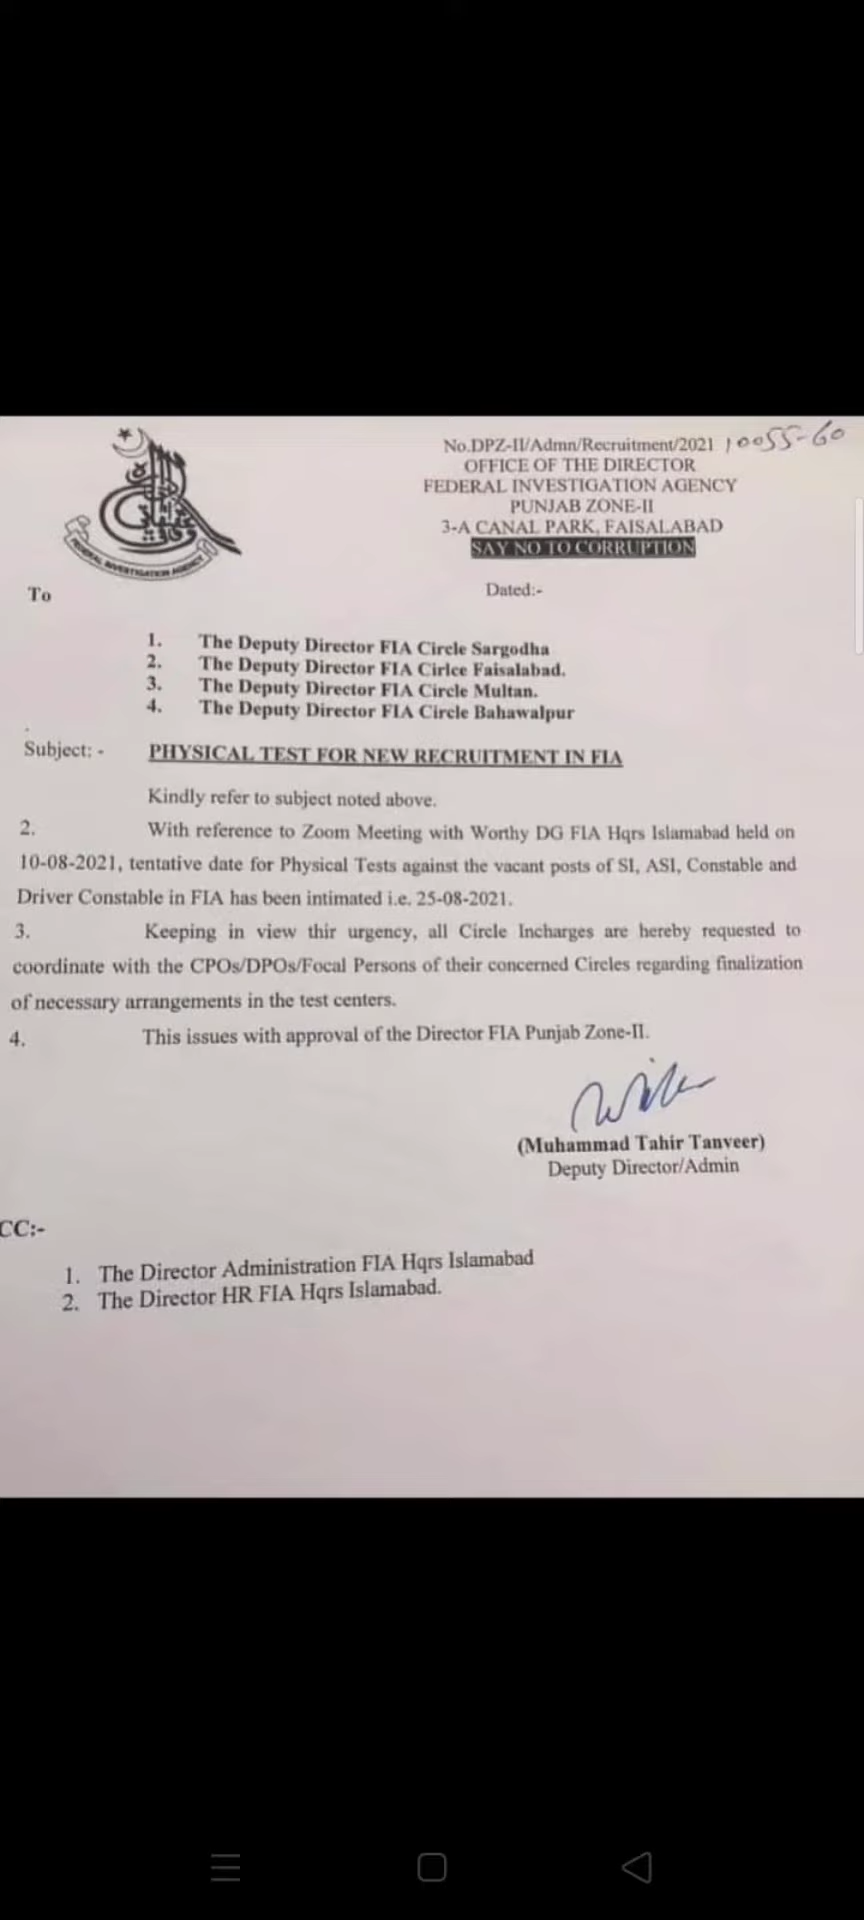 No.DPZ-II/Admn/Recruitment/2021 10055-60
OFFICE OF THE DIRECTOR
FEDERAL INVESTIGATION AGENCY
PUNJAB ZONE-II
3-A CANAL PARK, FAISALABAD
SAY NO TO CORRUPTION
FEDERAL INVESTIGATION AGENCY
Dated:-
To
1. The Deputy Director FIA Circle Sargodha
2. The Deputy Director FIA Cirlce Faisalabad.
3. The Deputy Director FIA Circle Multan.
4. The Deputy Director FIA Circle Bahawalpur
Subject: - PHYSICAL TEST FOR NEW RECRUITMENT IN FIA
Kindly refer to subject noted above.
2. With reference to Zoom Meeting with Worthy DG FIA Hqrs Islamabad held on
10-08-2021, tentative date for Physical Tests against the vacant posts of SI, ASI, Constable and
Driver Constable in FIA has been intimated i.e. 25-08-2021.
3. Keeping in view thir urgency, all Circle Incharges are hereby requested to
coordinate with the CPOs/DPOs/Focal Persons of their concerned Circles regarding finalization
of necessary arrangements in the test centers.
4. This issues with approval of the Director FIA Punjab Zone-II.
(Muhammad Tahir Tanveer)
Deputy Director/Admin
CC:-
1. The Director Administration FIA Hqrs Islamabad
2. The Director HR FIA Hqrs Islamabad.